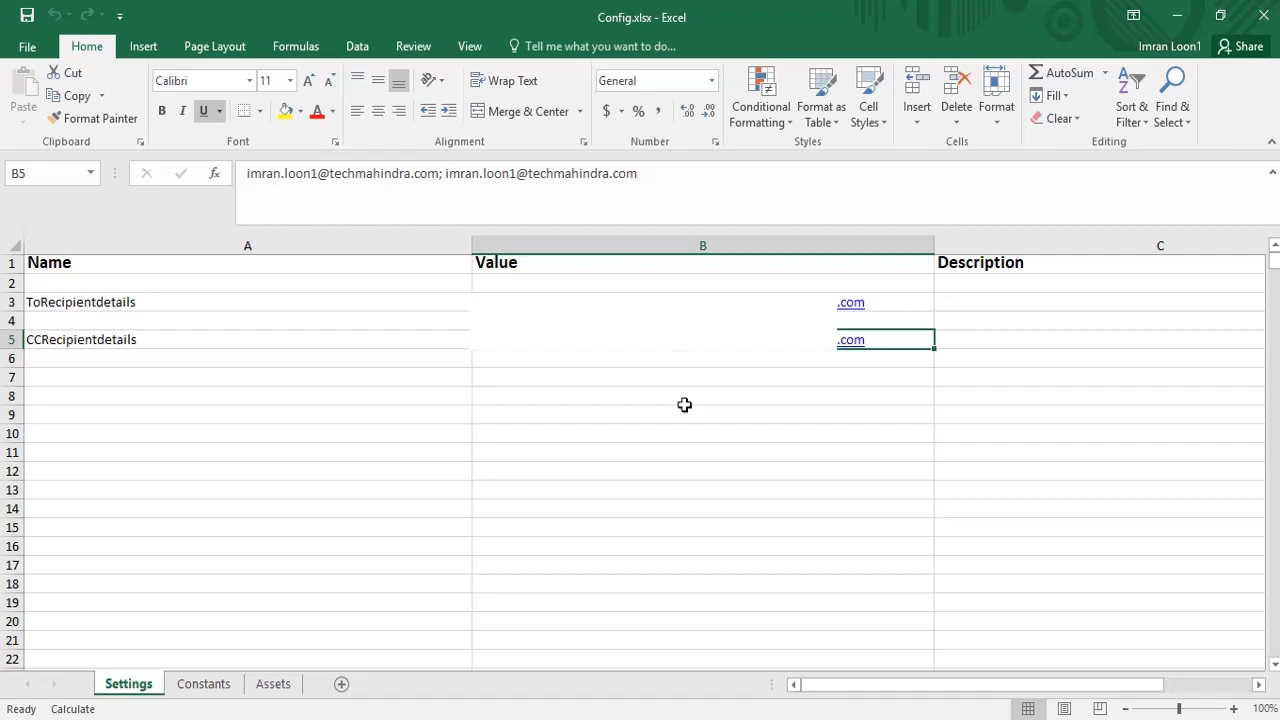 Config.xlsx - Excel
File Home Insert Page Layout Formulas Data Review View Tell me what you want to do... Imran Loon1 Share
Paste Cut Calibri 11 Wrap Text General Conditional Formatting Format as Table Cell Styles Insert Delete Format AutoSum Sort & Filter Find & Select
Copy Merge & Center $ % , Fill
Format Painter B I U A Clear
Clipboard Font Alignment Number Styles Cells Editing
B5 fx imran.loon1@techmahindra.com; imran.loon1@techmahindra.com
A B C
1 Name Value Description
2
3 ToRecipientdetails .com
4
5 CCRecipientdetails .com
6
7
8
9
10
11
12
13
14
15
16
17
18
19
20
21
22
Settings Constants Assets
Ready Calculate 100%